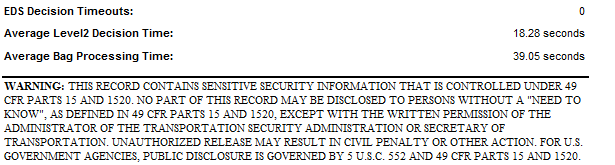 EDS Decision Timeouts: 0
Average Level2 Decision Time: 18.28 seconds
Average Bag Processing Time: 39.05 seconds
WARNING: THIS RECORD CONTAINS SENSITIVE SECURITY INFORMATION THAT IS CONTROLLED UNDER 49
CFR PARTS 15 AND 1520. NO PART OF THIS RECORD MAY BE DISCLOSED TO PERSONS WITHOUT A "NEED TO
KNOW", AS DEFINED IN 49 CFR PARTS 15 AND 1520, EXCEPT WITH THE WRITTEN PERMISSION OF THE
ADMINISTRATOR OF THE TRANSPORTATION SECURITY ADMINISTRATION OR SECRETARY OF
TRANSPORTATION. UNAUTHORIZED RELEASE MAY RESULT IN CIVIL PENALTY OR OTHER ACTION. FOR U.S.
GOVERNMENT AGENCIES, PUBLIC DISCLOSURE IS GOVERNED BY 5 U.S.C. 552 AND 49 CFR PARTS 15 AND 1520.